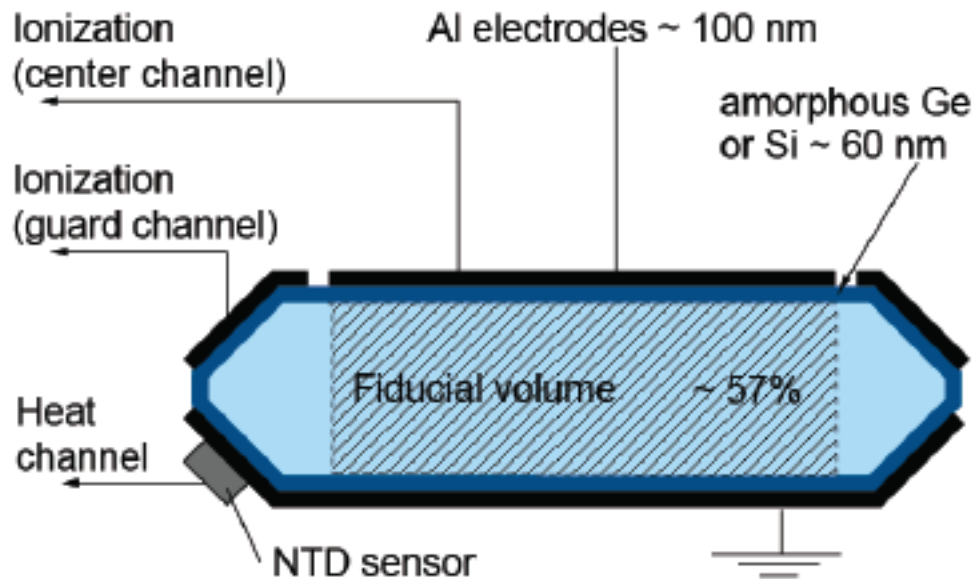 Ionization
(center channel)
Al electrodes ~ 100 nm
amorphous Ge
or Si ~ 60 nm
Ionization
(guard channel)
Fiducial volume ~ 57%
Heat
channel
NTD sensor